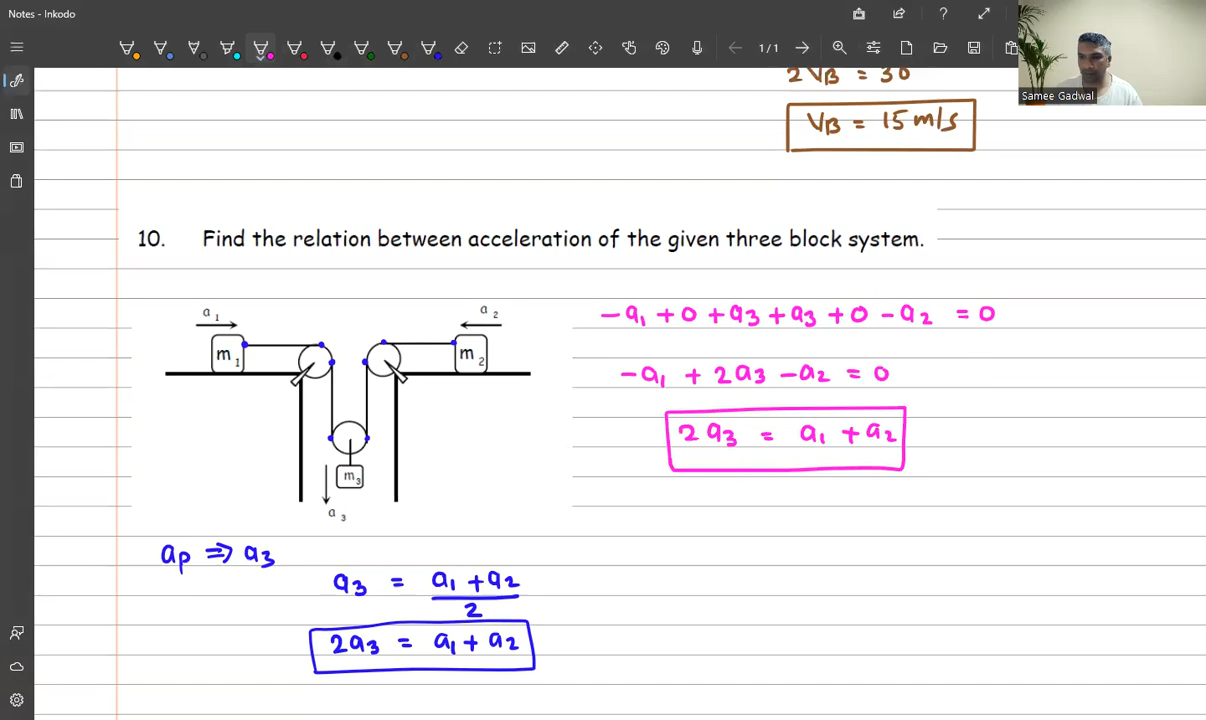 Notes - Inkodo
1/1
Samee Gadwal
2VB = 30
VB = 15 m/s
10. Find the relation between acceleration of the given three block system.
a 1
a 2
m 1
m 2
m 3
a 3
-a1 + 0 + a3 + a3 + 0 - a2 = 0
-a1 + 2a3 - a2 = 0
2a3 = a1 + a2
ap ⇒ a3
a3 = a1 + a2
2
2a3 = a1 + a2